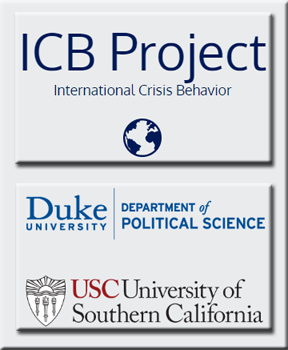 ICB Project
International Crisis Behavior
Duke
UNIVERSITY
DEPARTMENT of
POLITICAL SCIENCE
USC University of
Southern California